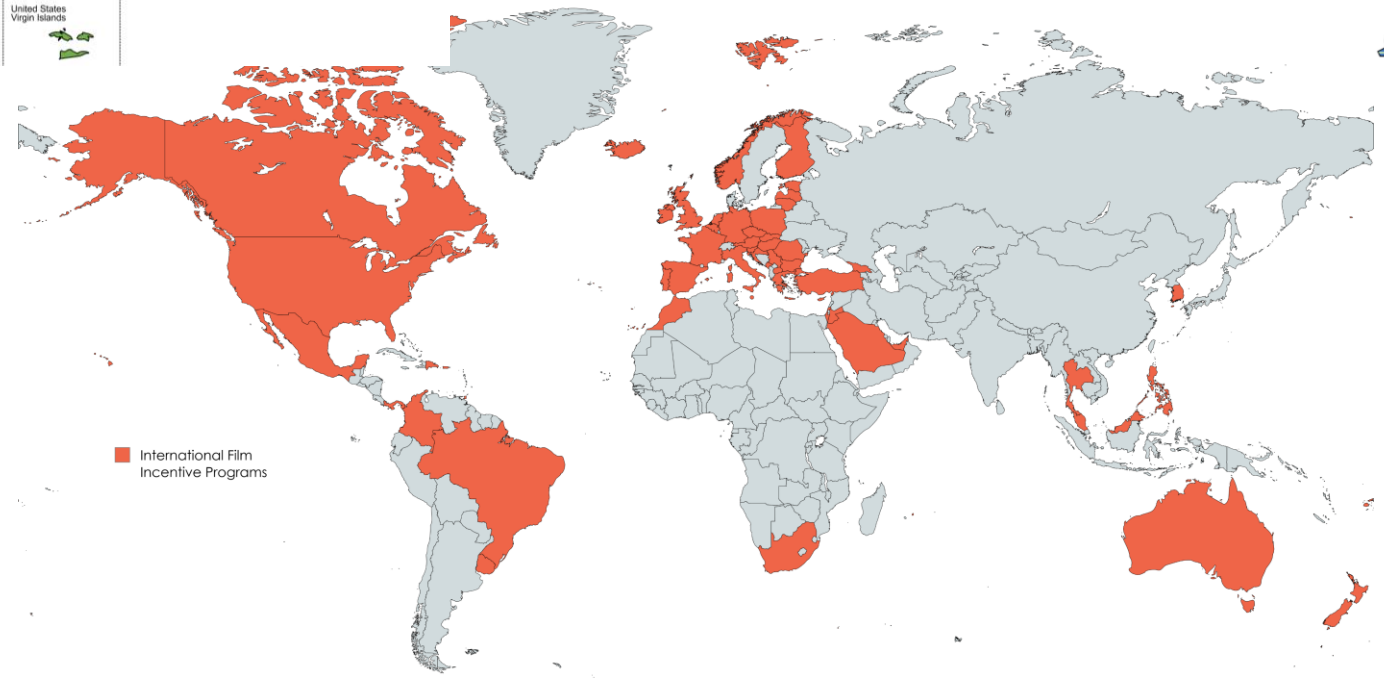 United States
Virgin Islands
International Film
Incentive Programs